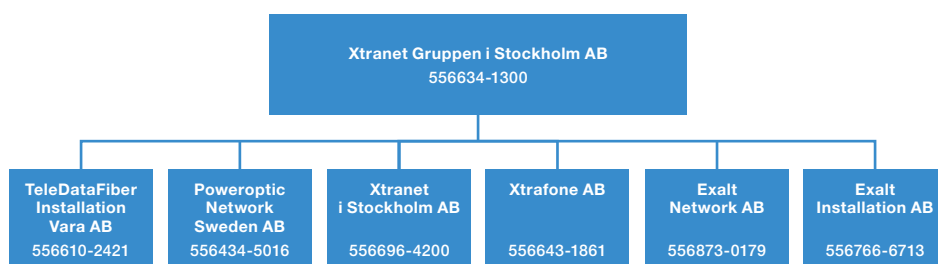 Xtranet Gruppen i Stockholm AB
556634-1300
TeleDataFiber
Installation
Vara AB
556610-2421
Poweroptic
Network
Sweden AB
556434-5016
Xtranet
i Stockholm AB
556696-4200
Xtrafone AB
556643-1861
Exalt
Network AB
556873-0179
Exalt
Installation AB
556766-6713